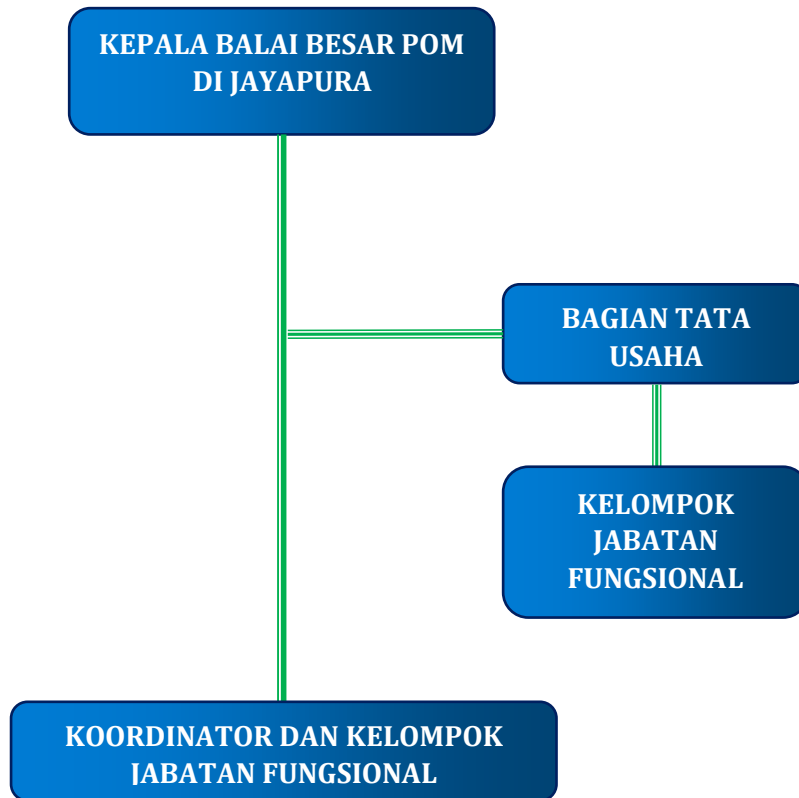 KEPALA BALAI BESAR POM
DI JAYAPURA
BAGIAN TATA
USAHA
KELOMPOK
JABATAN
FUNGSIONAL
KOORDINATOR DAN KELOMPOK
JABATAN FUNGSIONAL